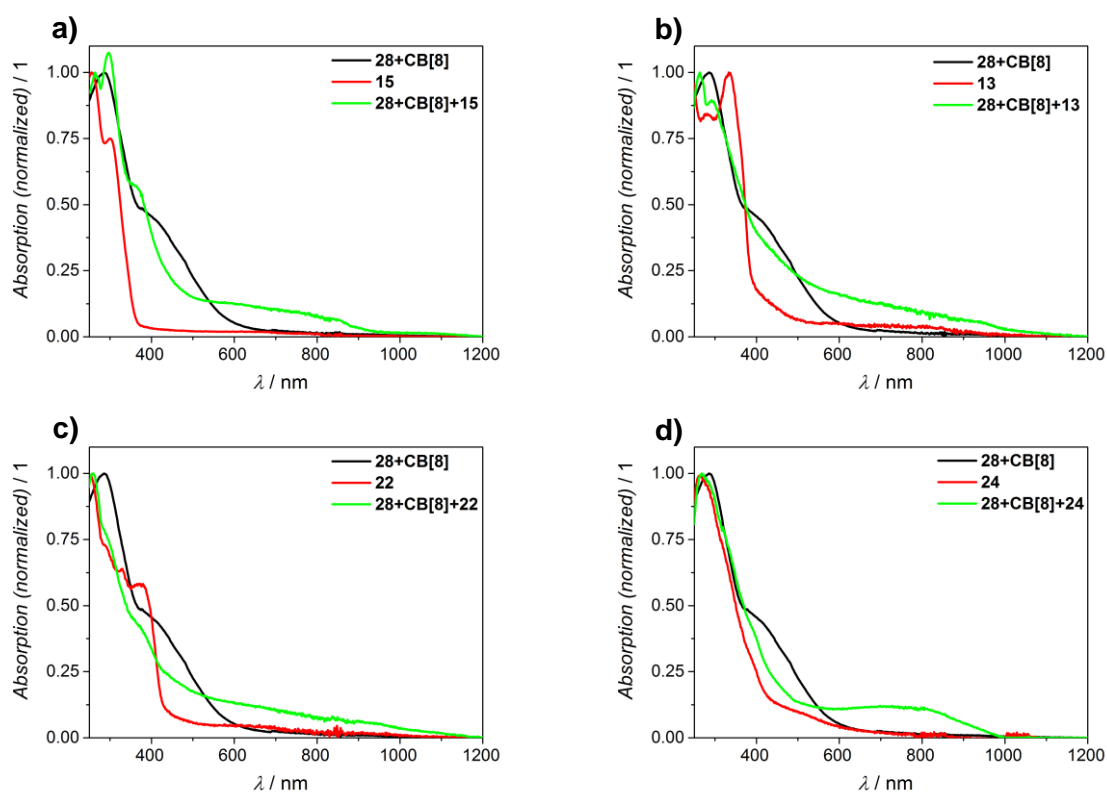 a)
28+CB[8]
15
28+CB[8]+15
Absorption (normalized) / 1
1.00
0.75
0.50
0.25
0.00
400 600 800 1000 1200
λ / nm
b)
28+CB[8]
13
28+CB[8]+13
Absorption (normalized) / 1
1.00
0.75
0.50
0.25
0.00
400 600 800 1000 1200
λ / nm
c)
28+CB[8]
22
28+CB[8]+22
Absorption (normalized) / 1
1.00
0.75
0.50
0.25
0.00
400 600 800 1000 1200
λ / nm
d)
28+CB[8]
24
28+CB[8]+24
Absorption (normalized) / 1
1.00
0.75
0.50
0.25
0.00
400 600 800 1000 1200
λ / nm